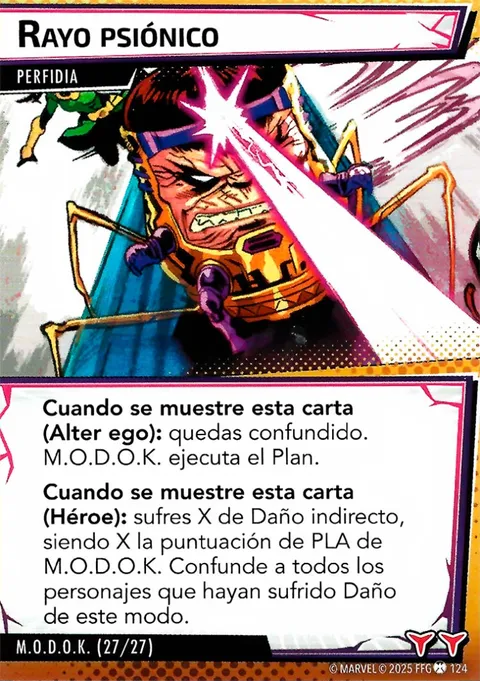 RAYO PSIÓNICO
PERFIDIA
Cuando se muestre esta carta
(Alter ego): quedas confundido.
M.O.D.O.K. ejecuta el Plan.
Cuando se muestre esta carta
(Héroe): sufres X de Daño indirecto,
siendo X la puntuación de PLA de
M.O.D.O.K. Confunde a todos los
personajes que hayan sufrido Daño
de este modo.
M.O.D.O.K. (27/27)
© MARVEL © 2025 FFG 124